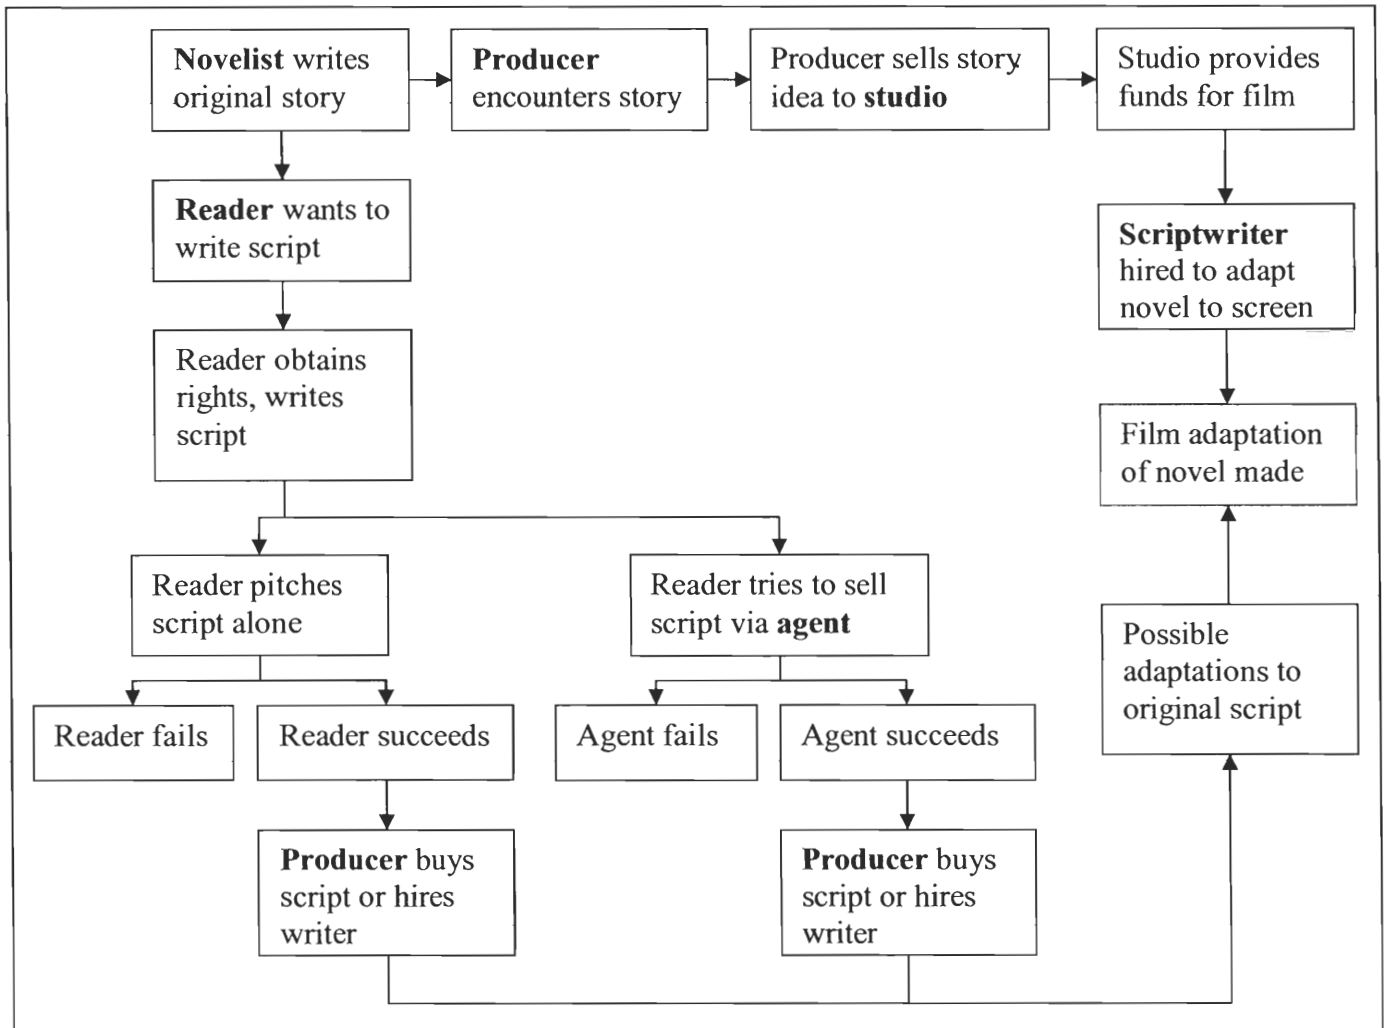 Novelist writes
original story
Producer
encounters story
Producer sells story
idea to studio
Studio provides
funds for film
Reader wants to
write script
Scriptwriter
hired to adapt
novel to screen
Reader obtains
rights, writes
script
Film adaptation
of novel made
Reader pitches
script alone
Reader tries to sell
script via agent
Possible
adaptations to
original script
Reader fails
Reader succeeds
Agent fails
Agent succeeds
Producer buys
script or hires
writer
Producer buys
script or hires
writer